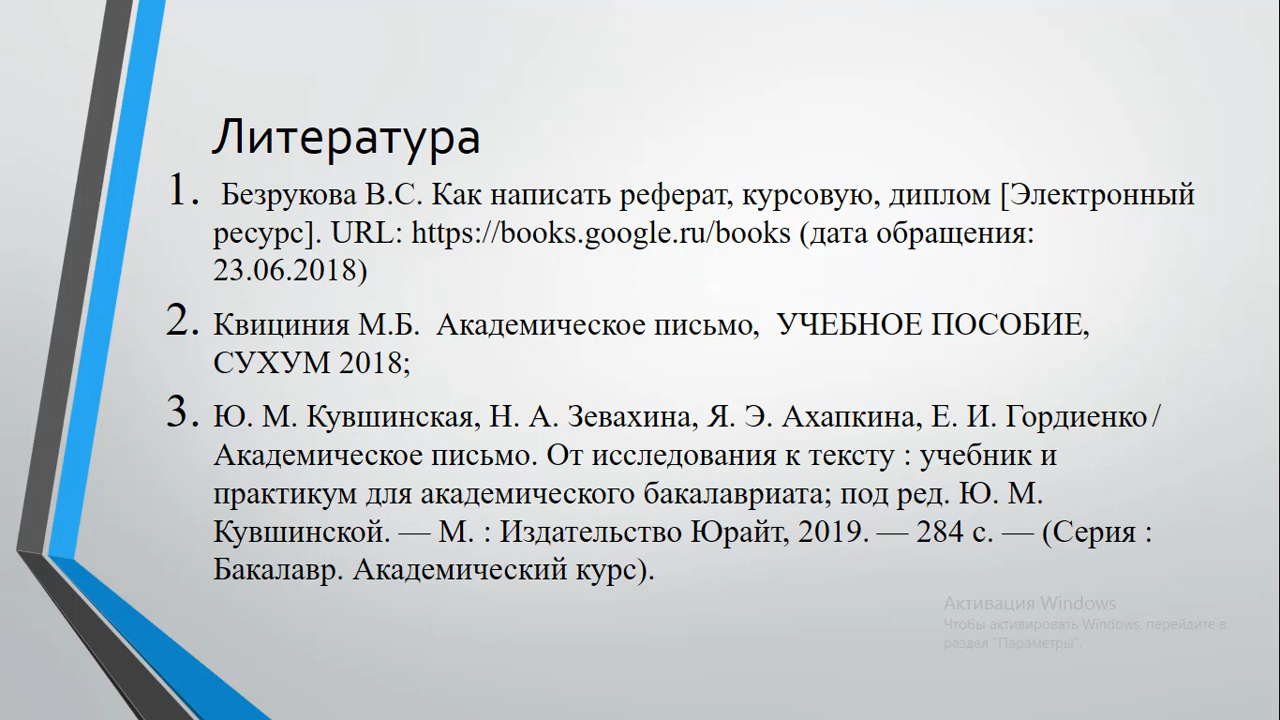 Литература
1. Безрукова В.С. Как написать реферат, курсовую, диплом [Электронный
ресурс]. URL: https://books.google.ru/books (дата обращения:
23.06.2018)
2. Квициния М.Б. Академическое письмо, УЧЕБНОЕ ПОСОБИЕ,
СУХУМ 2018;
3. Ю. М. Кувшинская, Н. А. Зевахина, Я. Э. Ахапкина, Е. И. Гордиенко /
Академическое письмо. От исследования к тексту : учебник и
практикум для академического бакалавриата; под ред. Ю. М.
Кувшинской. — М. : Издательство Юрайт, 2019. — 284 с. — (Серия :
Бакалавр. Академический курс).
Активация Windows
Чтобы активировать Windows, перейдите в
раздел "Параметры".